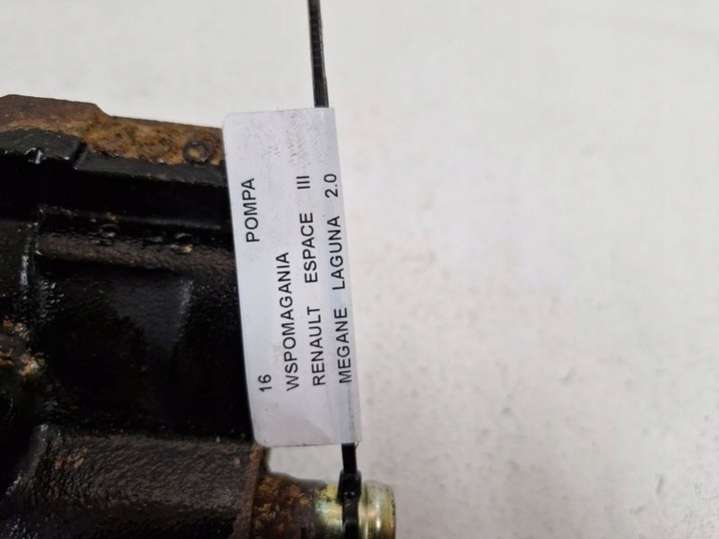 16 POMPA
WSPOMAGANIA
RENAULT ESPACE III
MEGANE LAGUNA 2.0